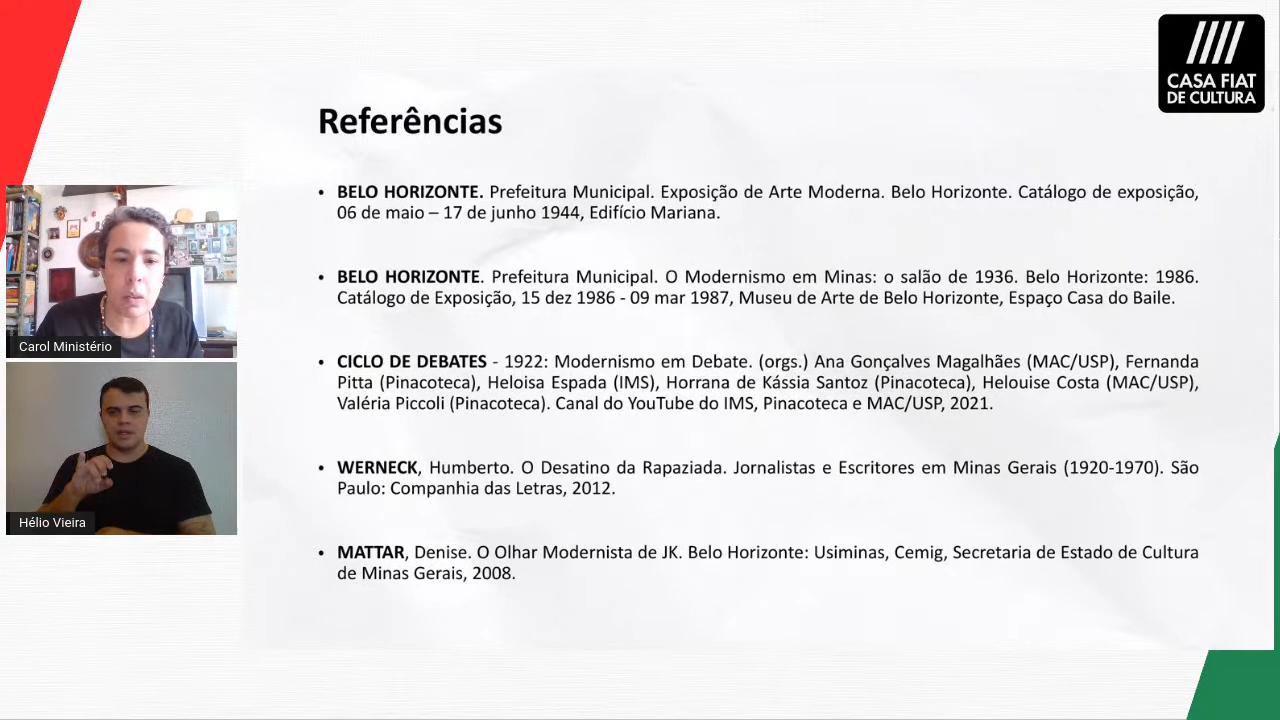 CASA FIAT
DE CULTURA
Referências
• BELO HORIZONTE. Prefeitura Municipal. Exposição de Arte Moderna. Belo Horizonte. Catálogo de exposição,
06 de maio – 17 de junho 1944, Edifício Mariana.
• BELO HORIZONTE. Prefeitura Municipal. O Modernismo em Minas: o salão de 1936. Belo Horizonte: 1986.
Catálogo de Exposição, 15 dez 1986 - 09 mar 1987, Museu de Arte de Belo Horizonte, Espaço Casa do Baile.
• CICLO DE DEBATES - 1922: Modernismo em Debate. (orgs.) Ana Gonçalves Magalhães (MAC/USP), Fernanda
Pitta (Pinacoteca), Heloisa Espada (IMS), Horrana de Kássia Santoz (Pinacoteca), Helouise Costa (MAC/USP),
Valéria Piccoli (Pinacoteca). Canal do YouTube do IMS, Pinacoteca e MAC/USP, 2021.
• WERNECK, Humberto. O Desatino da Rapaziada. Jornalistas e Escritores em Minas Gerais (1920-1970). São
Paulo: Companhia das Letras, 2012.
• MATTAR, Denise. O Olhar Modernista de JK. Belo Horizonte: Usiminas, Cemig, Secretaria de Estado de Cultura
de Minas Gerais, 2008.
Carol Ministério
Hélio Vieira